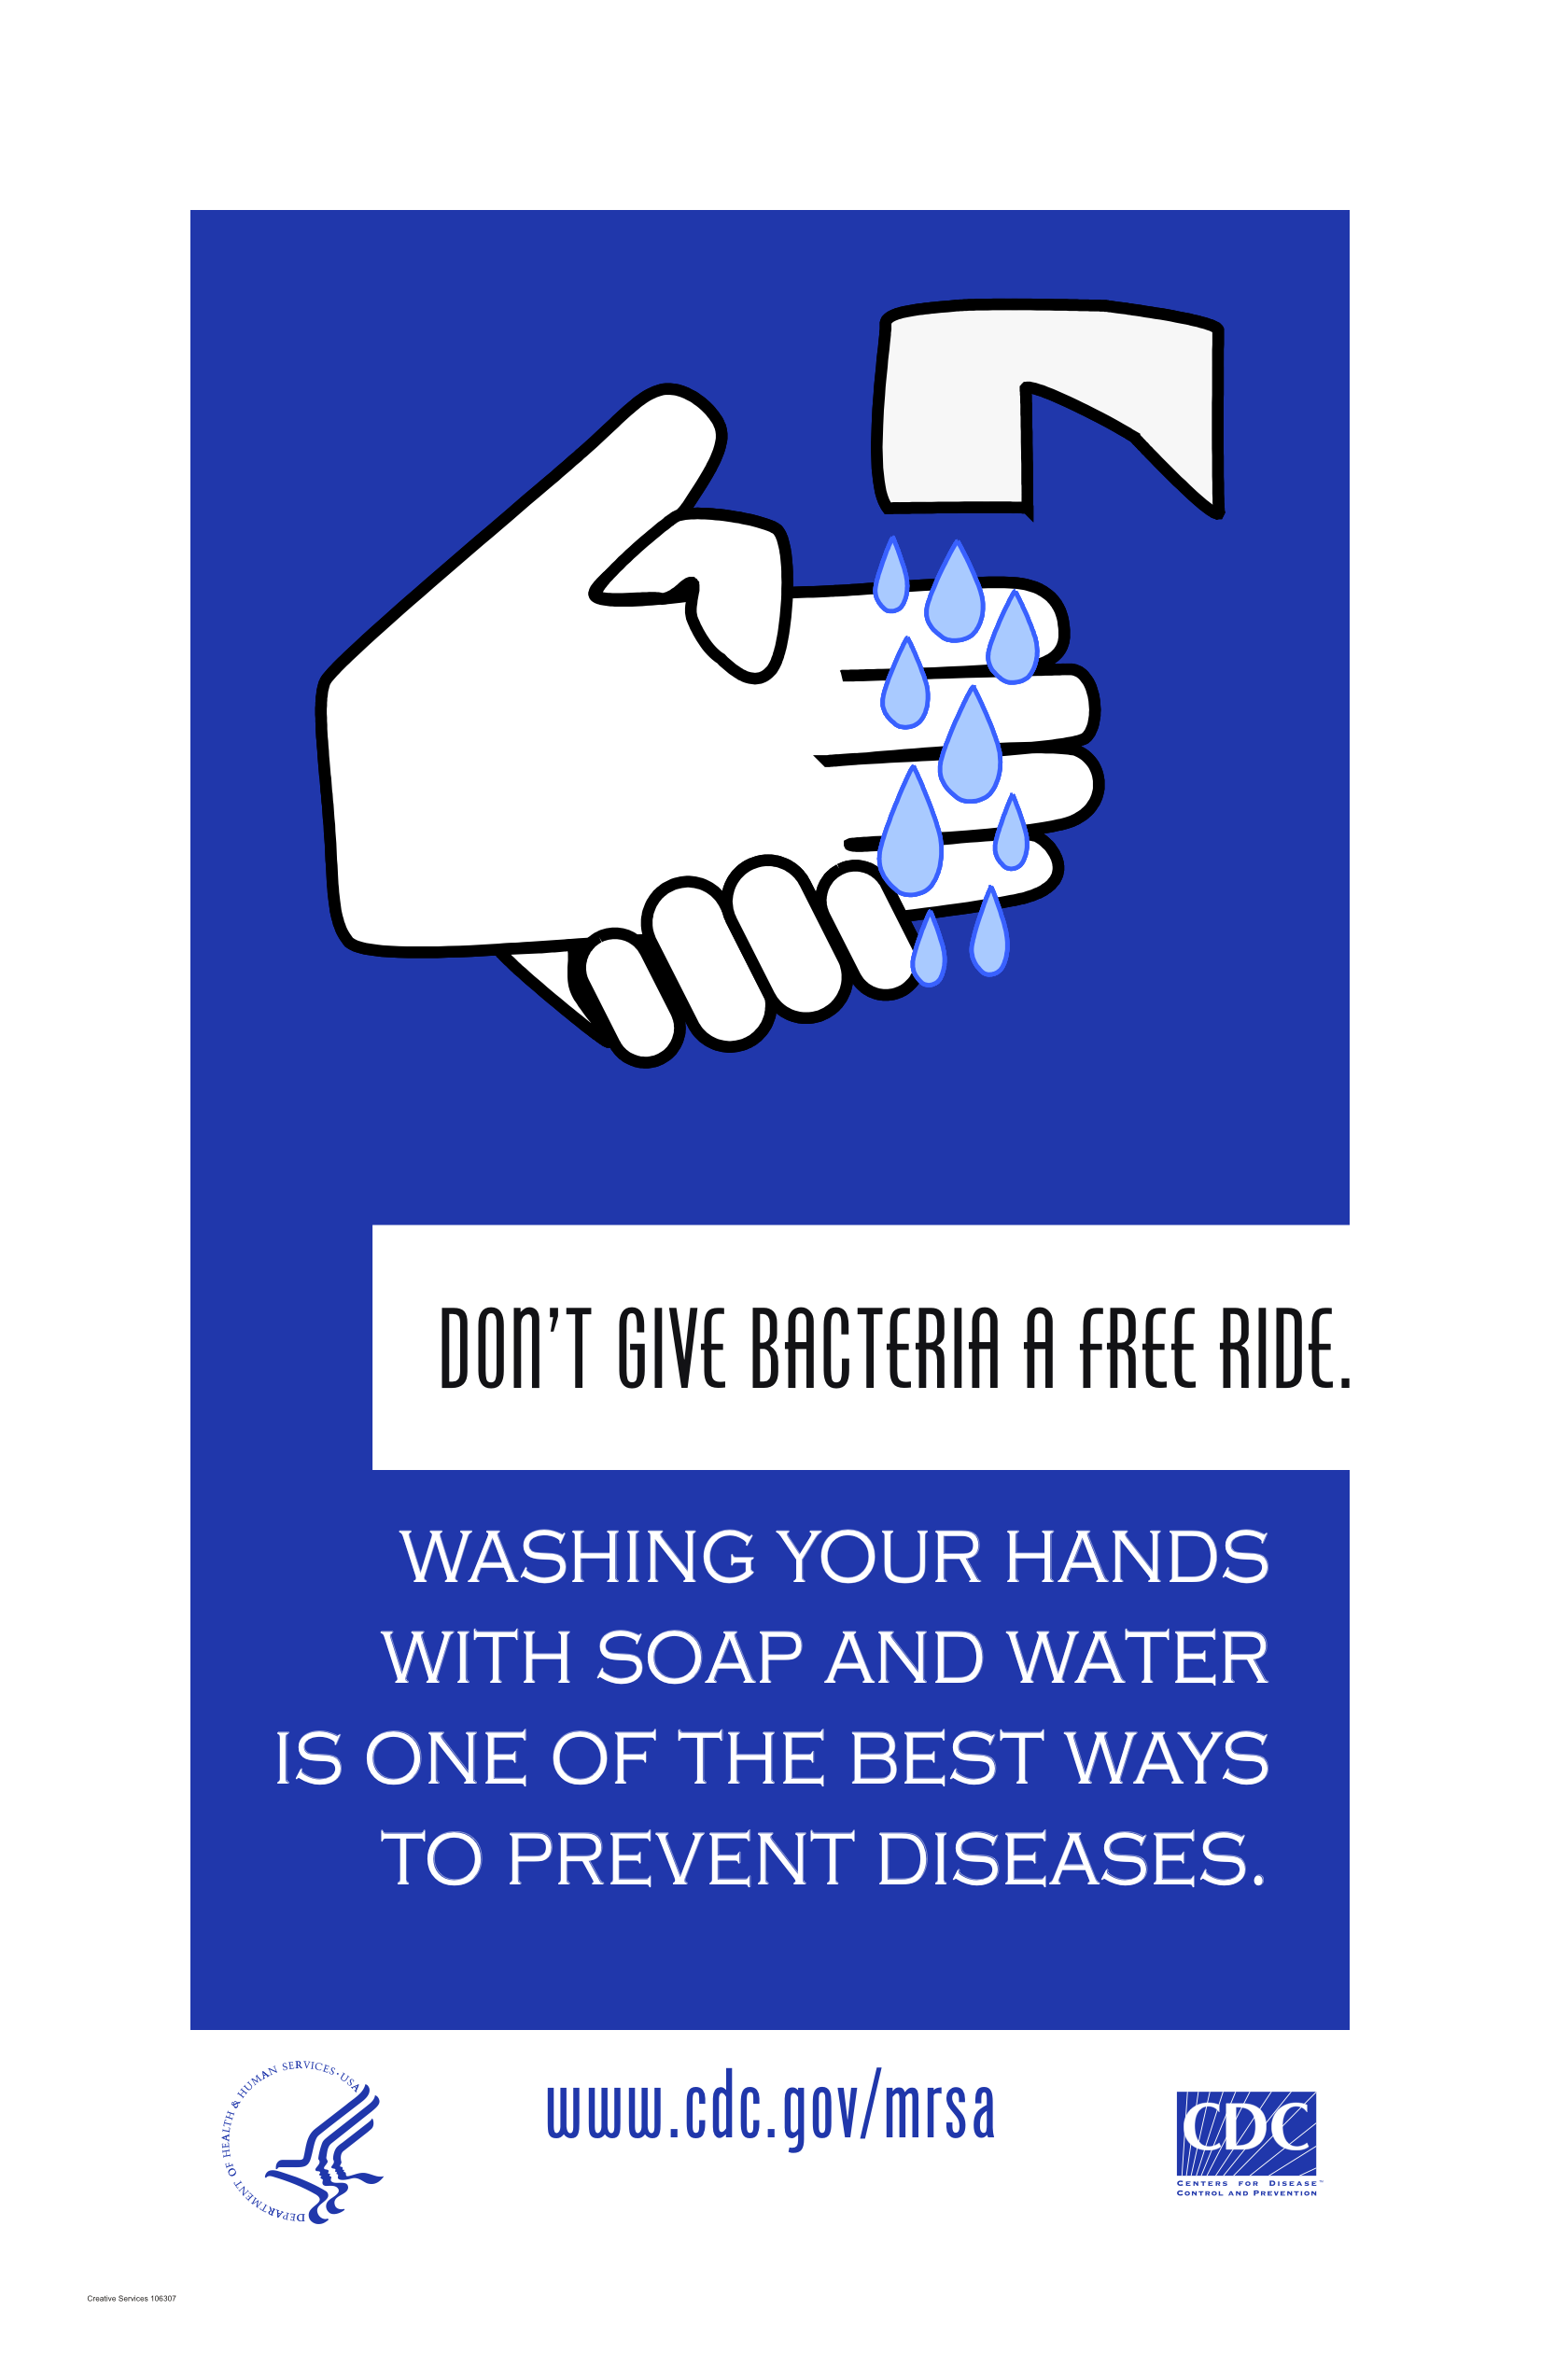 DON'T GIVE BACTERIA A FREE RIDE.
WASHING YOUR HANDS
WITH SOAP AND WATER
IS ONE OF THE BEST WAYS
TO PREVENT DISEASES.
DEPARTMENT OF HEALTH & HUMAN SERVICES · USA
www.cdc.gov/mrsa
CDC
CENTERS FOR DISEASE™
CONTROL AND PREVENTION
Creative Services 106307